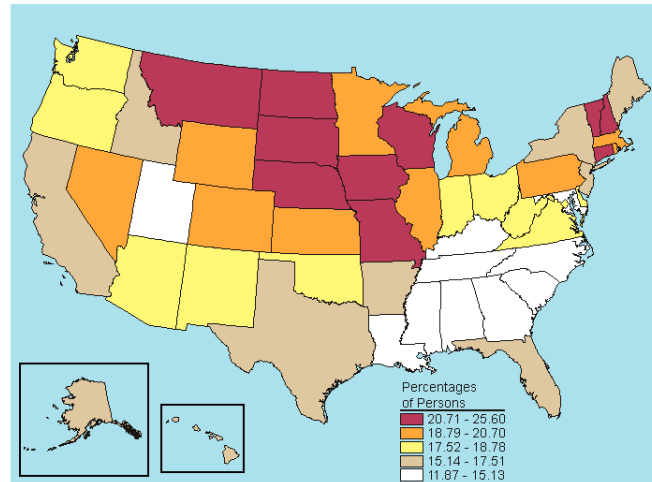 Percentages
of Persons
20.71 - 25.60
18.79 - 20.70
17.52 - 18.78
15.14 - 17.51
11.87 - 15.13